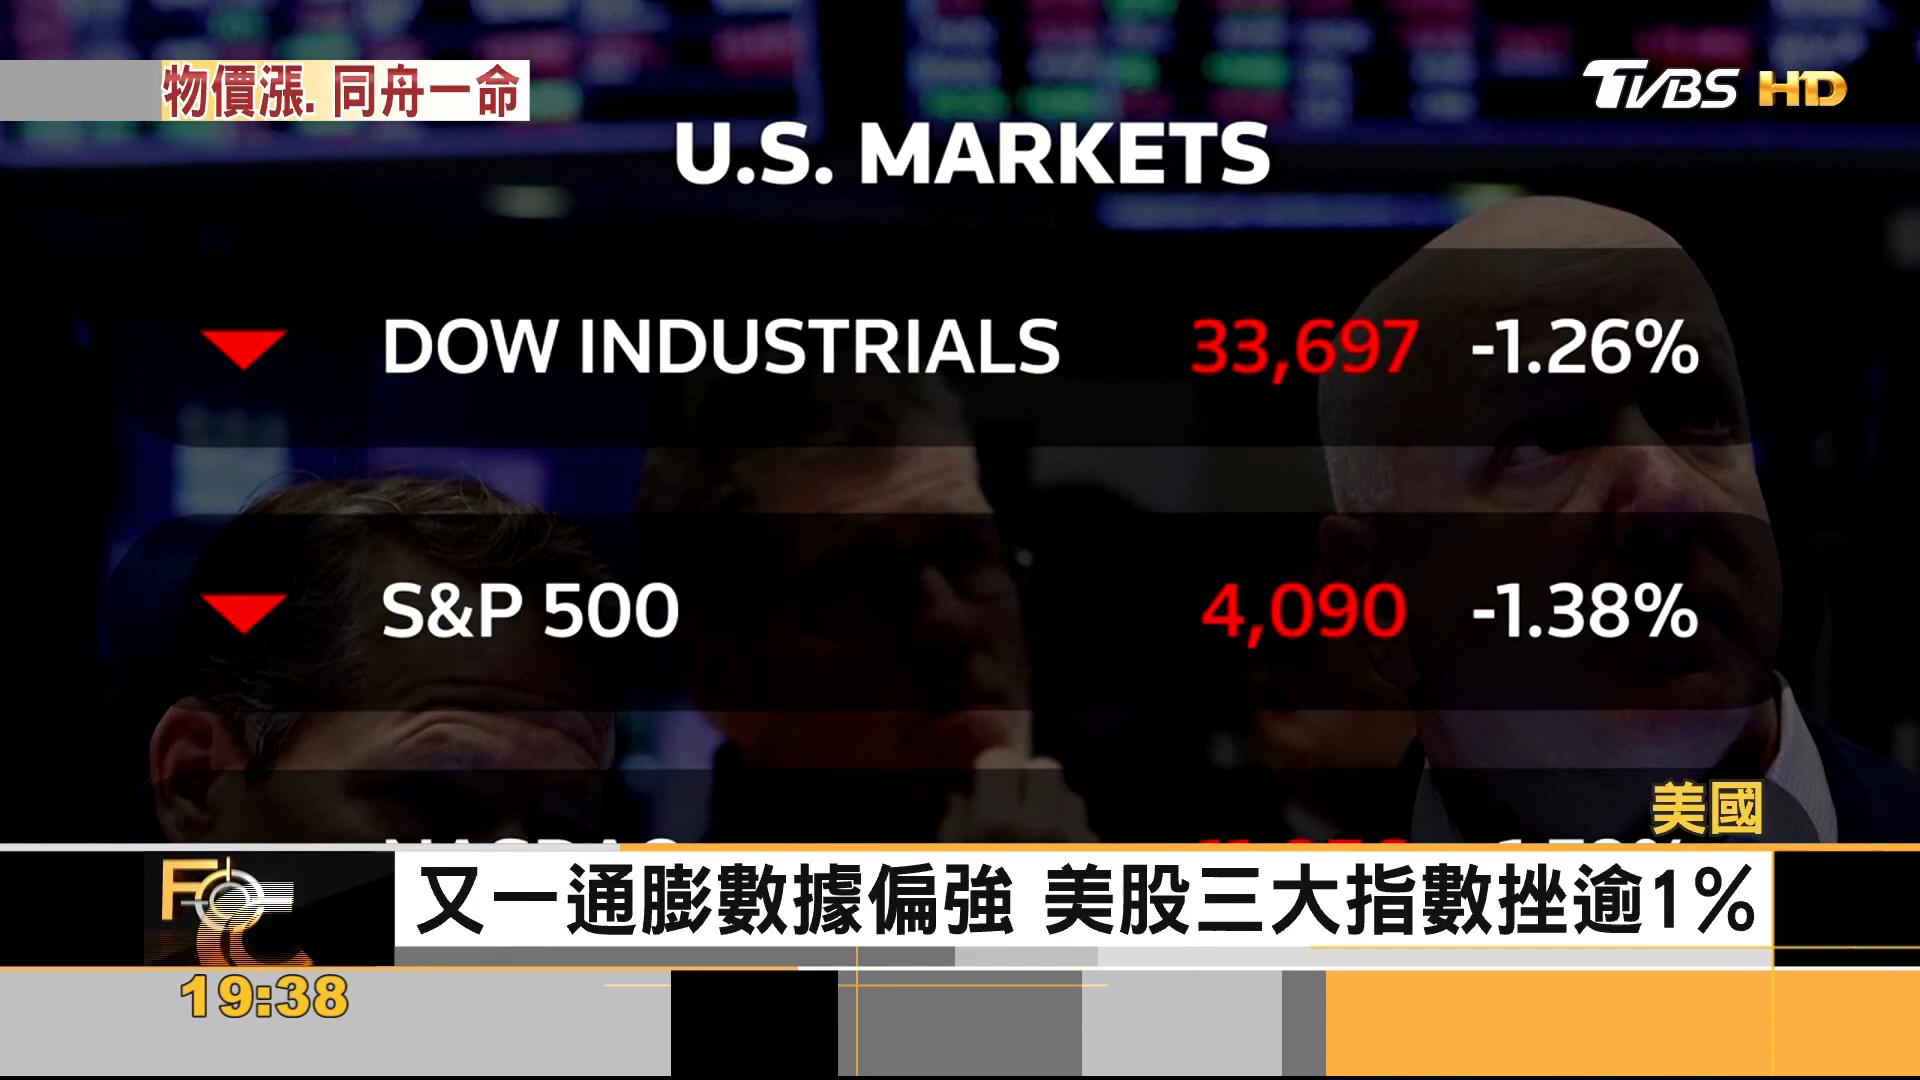 物價漲. 同舟一命
TVBS HD
U.S. MARKETS
DOW INDUSTRIALS 33,697 -1.26%
S&P 500 4,090 -1.38%
NASDAQ
美國
又一通膨數據偏強 美股三大指數挫逾1%
FOC
19:38